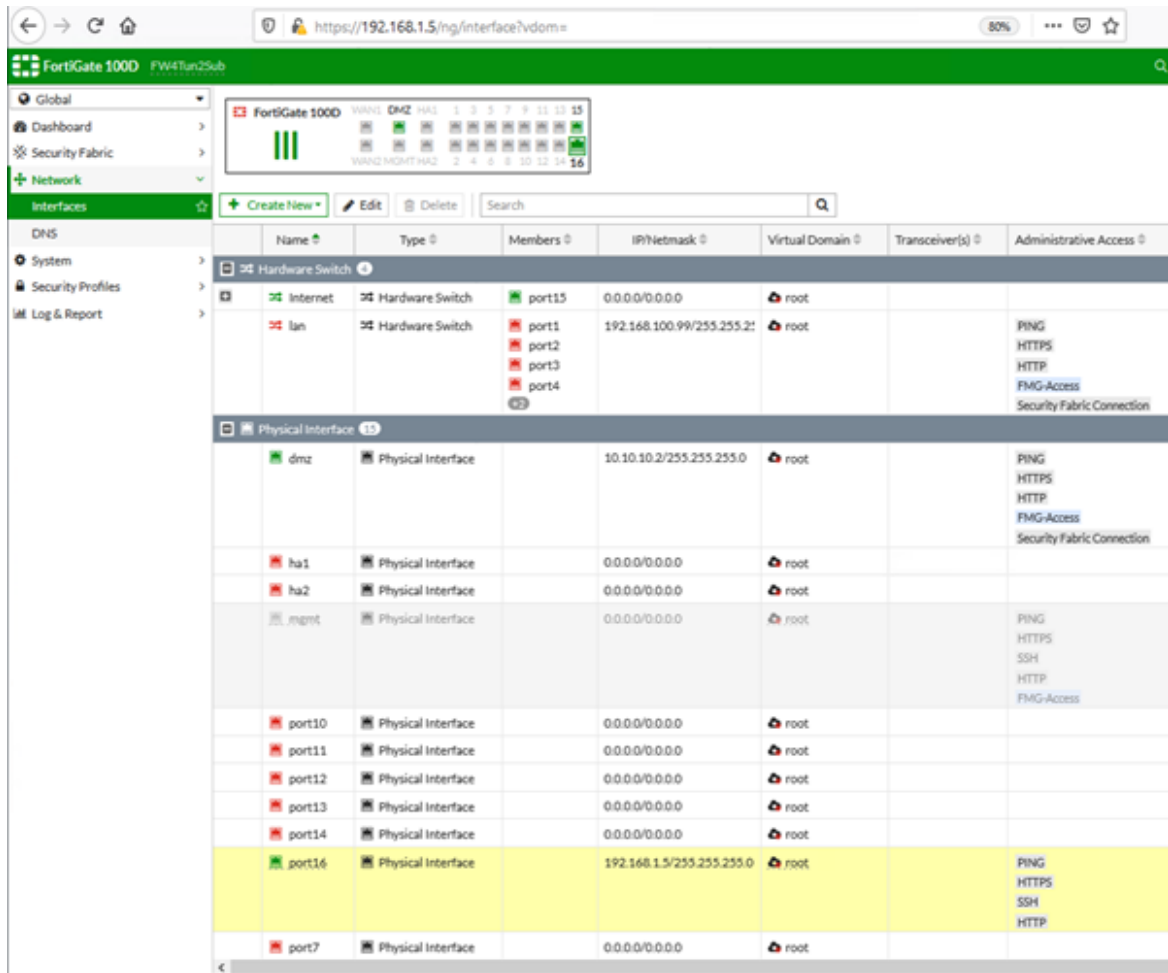 https://192.168.1.5/ng/interface?vdom=
80%
FortiGate 100D FW4Tun2Sub
Global
Dashboard
Security Fabric
Network
Interfaces
DNS
System
Security Profiles
Log & Report
FortiGate 100D
WAN1 DMZ HA1 1 3 5 7 9 11 13 15
WAN2 MGMT HA2 2 4 6 8 10 12 14 16
+ Create New Edit Delete Search
Name Type Members IP/Netmask Virtual Domain Transceiver(s) Administrative Access
Hardware Switch 4
Internet Hardware Switch port15 0.0.0.0/0.0.0.0 root
lan Hardware Switch port1 192.168.100.99/255.255.2 root PING
port2 HTTPS
port3 HTTP
port4 FMG-Access
+2 Security Fabric Connection
Physical Interface 15
dmz Physical Interface 10.10.10.2/255.255.255.0 root PING
HTTPS
HTTP
FMG-Access
Security Fabric Connection
ha1 Physical Interface 0.0.0.0/0.0.0.0 root
ha2 Physical Interface 0.0.0.0/0.0.0.0 root
mgmt Physical Interface 0.0.0.0/0.0.0.0 root PING
HTTPS
SSH
HTTP
FMG-Access
port10 Physical Interface 0.0.0.0/0.0.0.0 root
port11 Physical Interface 0.0.0.0/0.0.0.0 root
port12 Physical Interface 0.0.0.0/0.0.0.0 root
port13 Physical Interface 0.0.0.0/0.0.0.0 root
port14 Physical Interface 0.0.0.0/0.0.0.0 root
port16 Physical Interface 192.168.1.5/255.255.255.0 root PING
HTTPS
SSH
HTTP
port7 Physical Interface 0.0.0.0/0.0.0.0 root